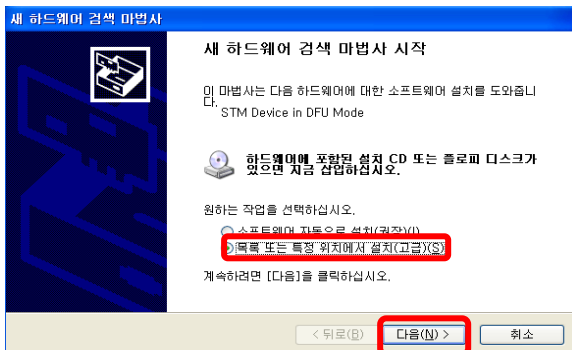 새 하드웨어 검색 마법사
새 하드웨어 검색 마법사 시작
이 마법사는 다음 하드웨어에 대한 소프트웨어 설치를 도와줍니
다.
STM Device in DFU Mode
하드웨어에 포함된 설치 CD 또는 플로피 디스크가
있으면 지금 삽입하십시오.
원하는 작업을 선택하십시오.
소프트웨어 자동으로 설치(권장)(I)
목록 또는 특정 위치에서 설치(고급)(S)
계속하려면 [다음]을 클릭하십시오.
< 뒤로(B) 다음(N) > 취소